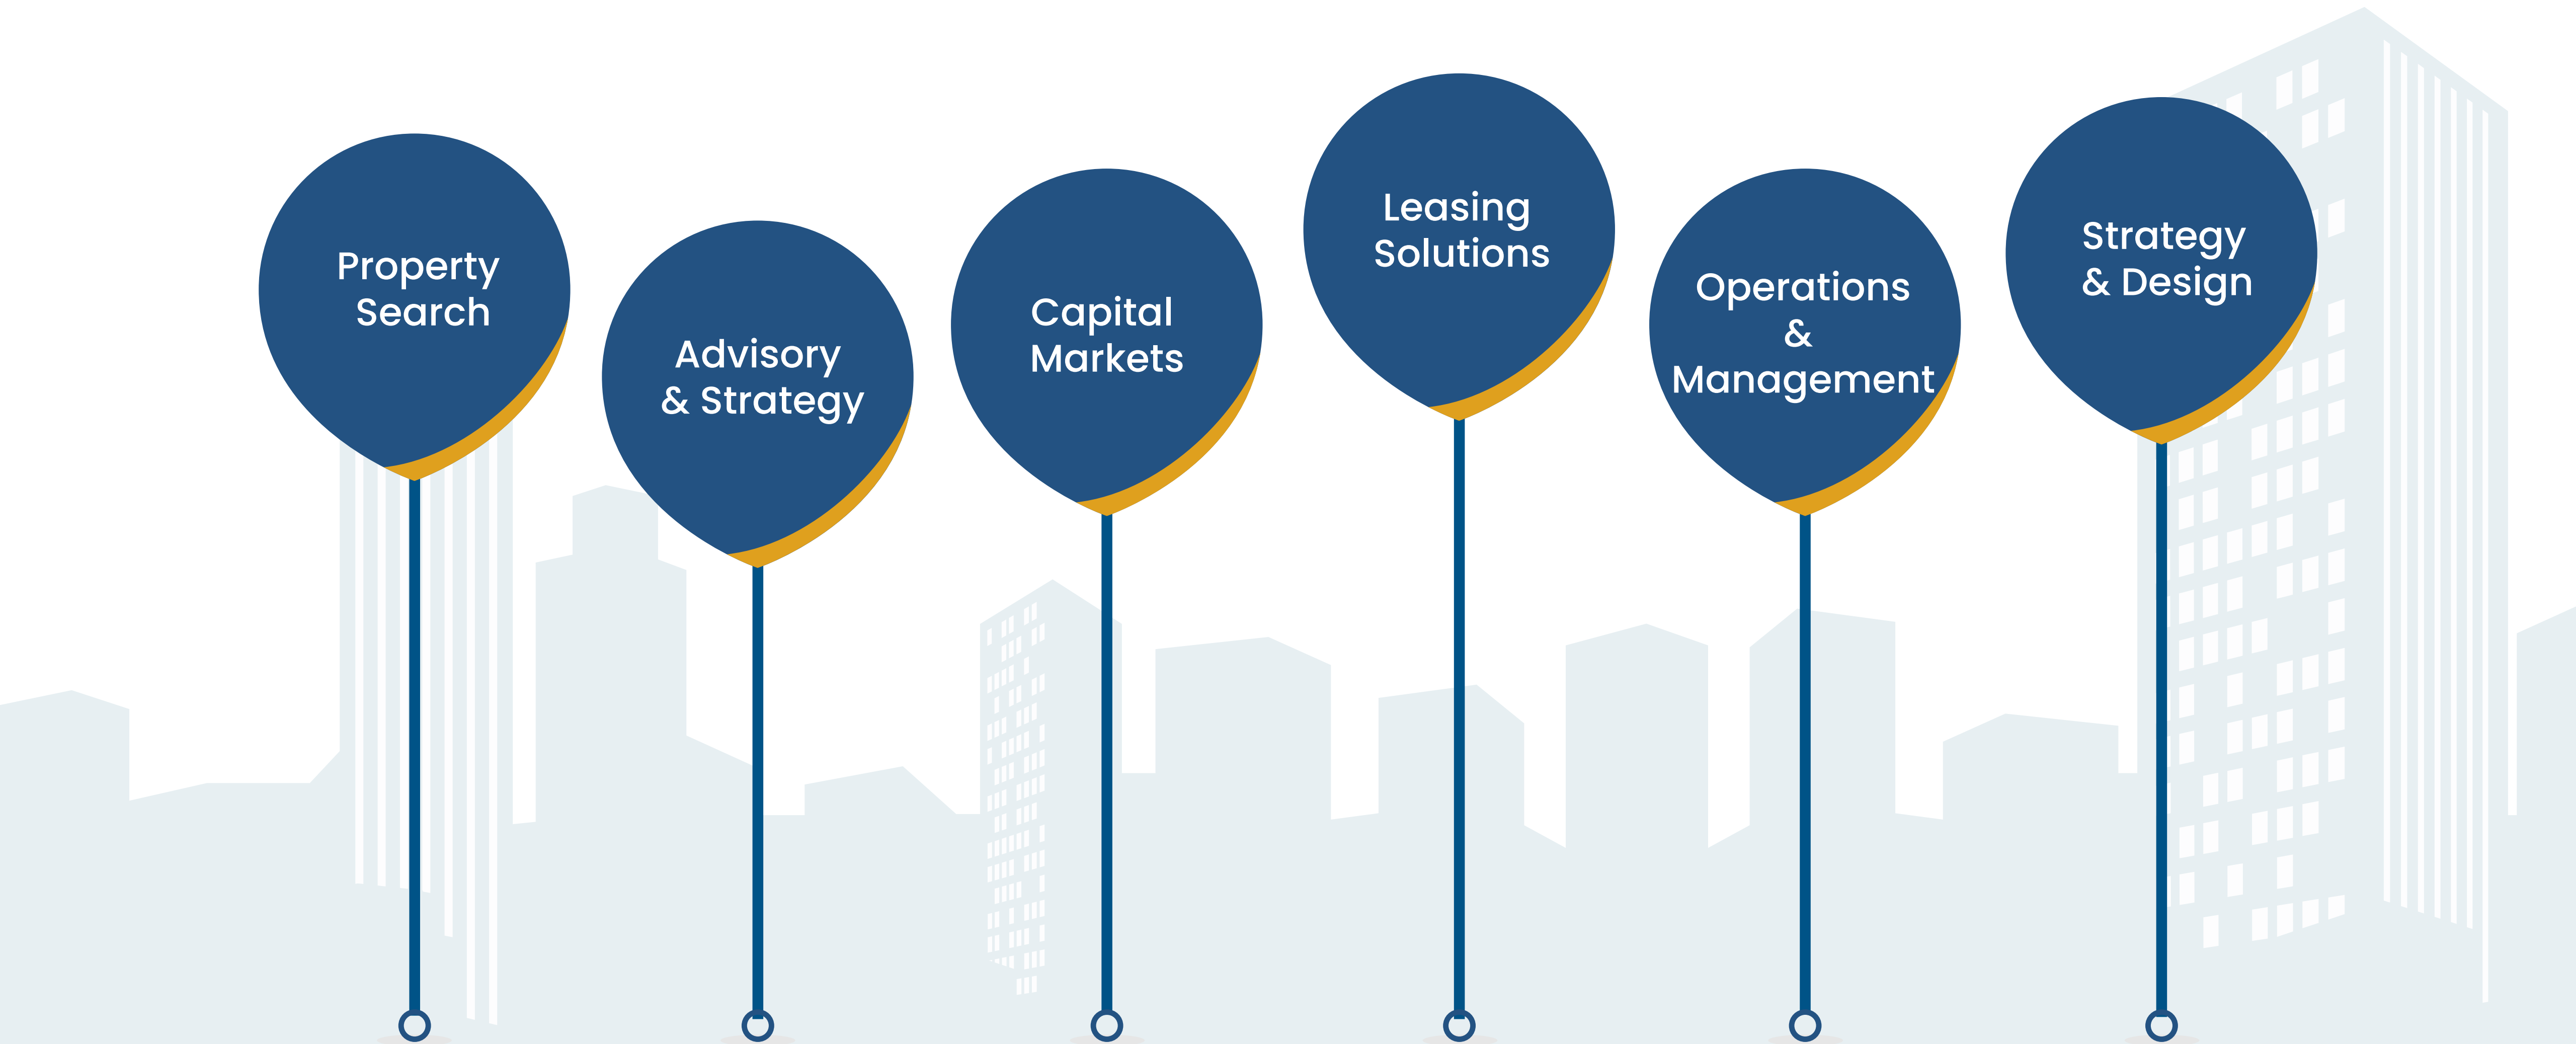 Property
Search
Advisory
& Strategy
Capital
Markets
Leasing
Solutions
Operations
&
Management
Strategy
& Design